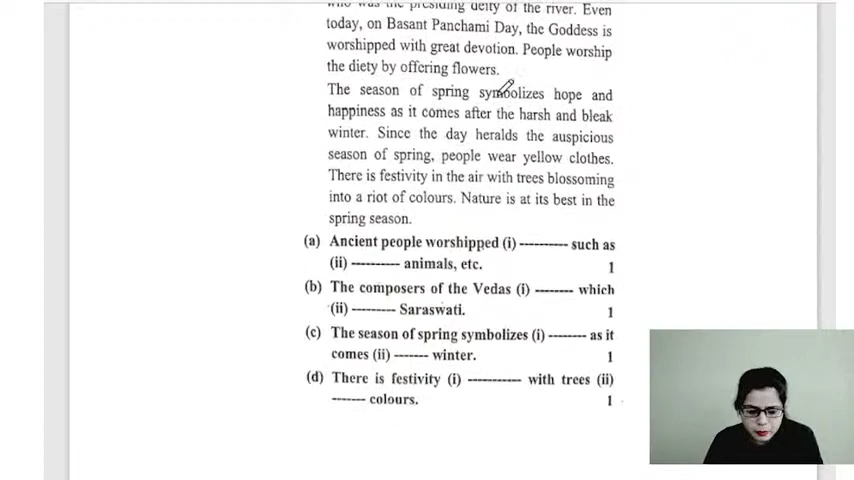 who was the presiding deity of the river. Even
today, on Basant Panchami Day, the Goddess is
worshipped with great devotion. People worship
the diety by offering flowers.
The season of spring symbolizes hope and
happiness as it comes after the harsh and bleak
winter. Since the day heralds the auspicious
season of spring, people wear yellow clothes.
There is festivity in the air with trees blossoming
into a riot of colours. Nature is at its best in the
spring season.
(a) Ancient people worshipped (i) ---------- such as
(ii) ---------- animals, etc. 1
(b) The composers of the Vedas (i) -------- which
(ii) --------- Saraswati. 1
(c) The season of spring symbolizes (i) -------- as it
comes (ii) ------- winter. 1
(d) There is festivity (i) ----------- with trees (ii)
------- colours. 1